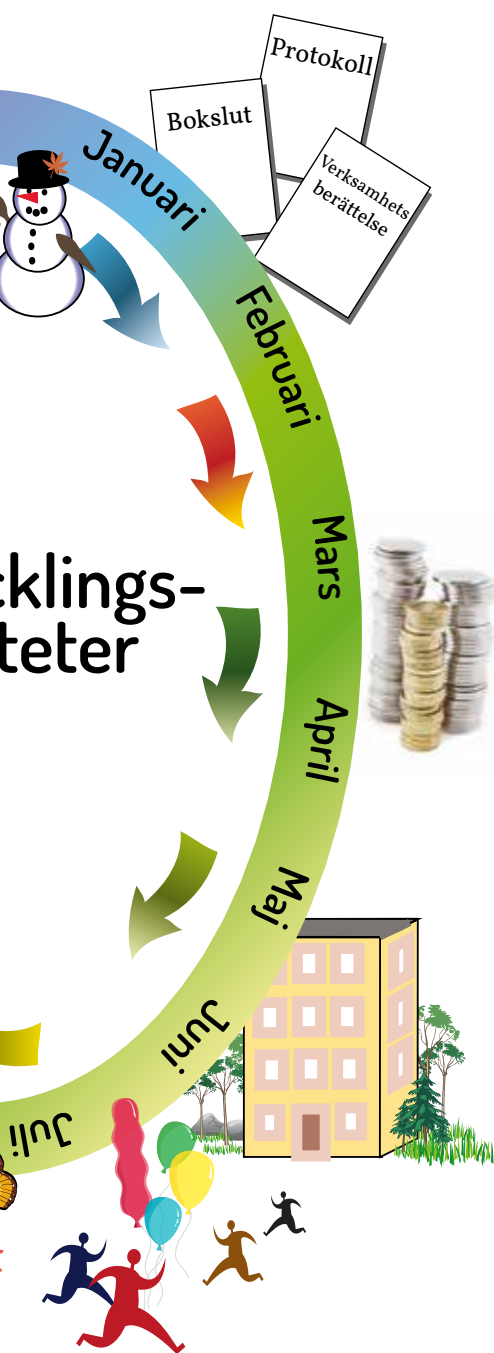 Protokoll
Bokslut
Verksamhets
berättelse
Januari
Februari
Mars
cklings-
teter
April
Maj
Juni
Juli